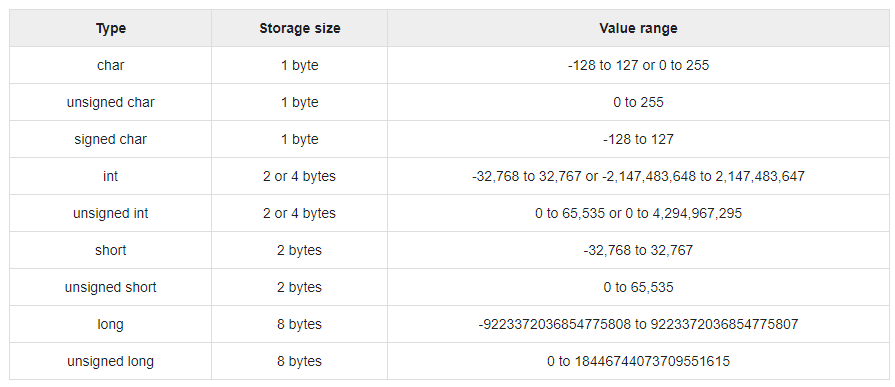 Type Storage size Value range
char 1 byte -128 to 127 or 0 to 255
unsigned char 1 byte 0 to 255
signed char 1 byte -128 to 127
int 2 or 4 bytes -32,768 to 32,767 or -2,147,483,648 to 2,147,483,647
unsigned int 2 or 4 bytes 0 to 65,535 or 0 to 4,294,967,295
short 2 bytes -32,768 to 32,767
unsigned short 2 bytes 0 to 65,535
long 8 bytes -9223372036854775808 to 9223372036854775807
unsigned long 8 bytes 0 to 18446744073709551615